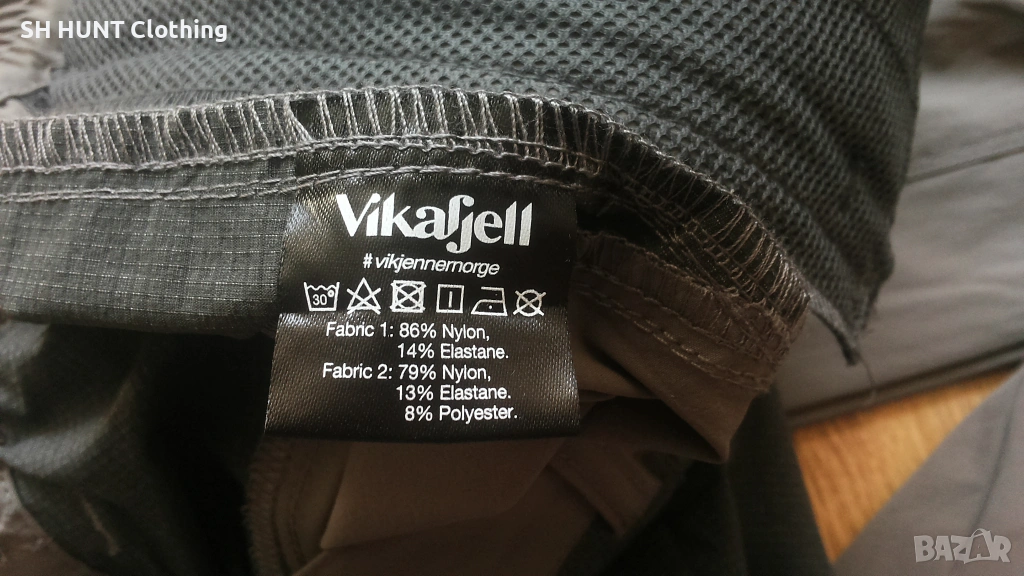 SH HUNT Clothing
Vikafjell
#vikjennernorge
30°
Fabric 1: 86% Nylon,
14% Elastane.
Fabric 2: 79% Nylon,
13% Elastane.
8% Polyester.
BAZAR